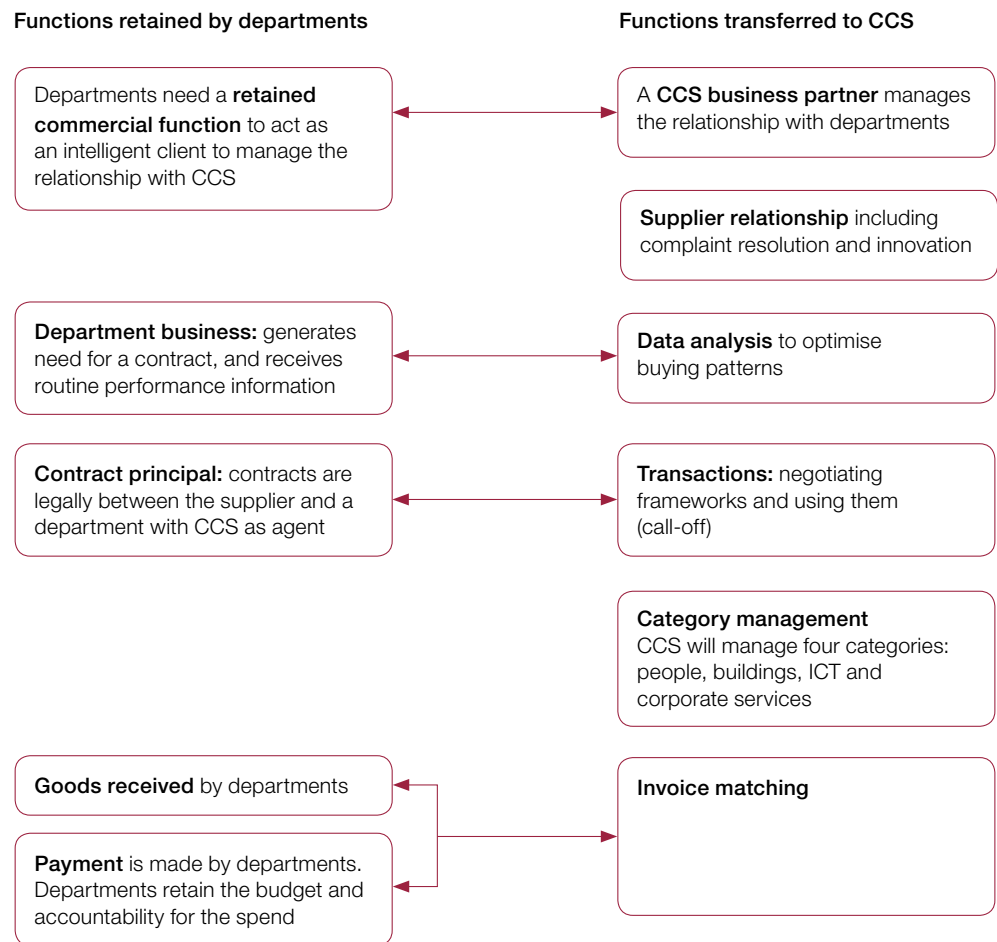 Functions retained by departments
Functions transferred to CCS
Departments need a retained
commercial function to act as
an intelligent client to manage the
relationship with CCS
A CCS business partner manages
the relationship with departments
Supplier relationship including
complaint resolution and innovation
Department business: generates
need for a contract, and receives
routine performance information
Data analysis to optimise
buying patterns
Contract principal: contracts are
legally between the supplier and a
department with CCS as agent
Transactions: negotiating
frameworks and using them
(call-off)
Category management
CCS will manage four categories:
people, buildings, ICT and
corporate services
Goods received by departments
Invoice matching
Payment is made by departments.
Departments retain the budget and
accountability for the spend